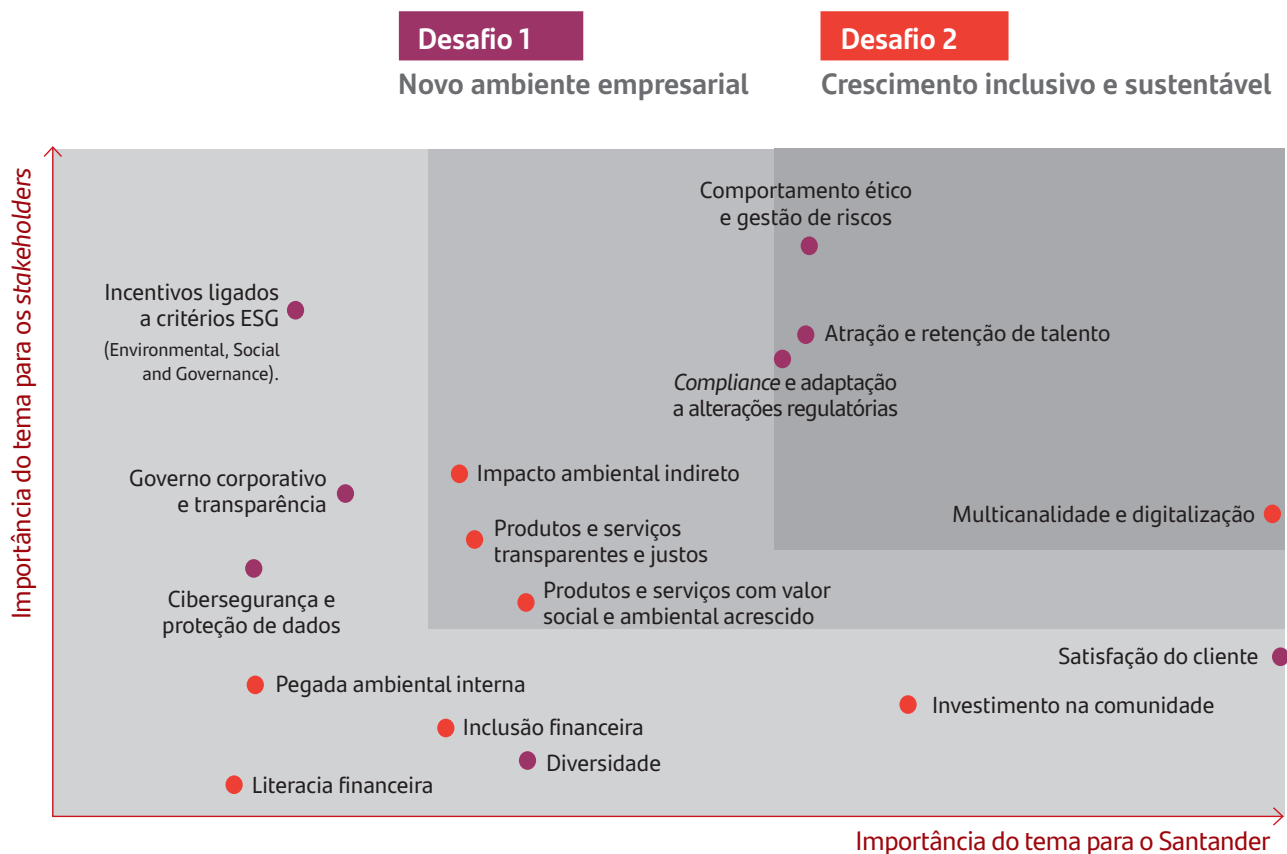 Desafio 1
Novo ambiente empresarial
Desafio 2
Crescimento inclusivo e sustentável
Importância do tema para os stakeholders
Comportamento ético
e gestão de riscos
Incentivos ligados
a critérios ESG
(Environmental, Social
and Governance).
Atração e retenção de talento
Compliance e adaptação
a alterações regulatórias
Impacto ambiental indireto
Governo corporativo
e transparência
Multicanalidade e digitalização
Produtos e serviços
transparentes e justos
Cibersegurança e
proteção de dados
Produtos e serviços com valor
social e ambiental acrescido
Satisfação do cliente
Pegada ambiental interna
Investimento na comunidade
Inclusão financeira
Diversidade
Literacia financeira
Importância do tema para o Santander